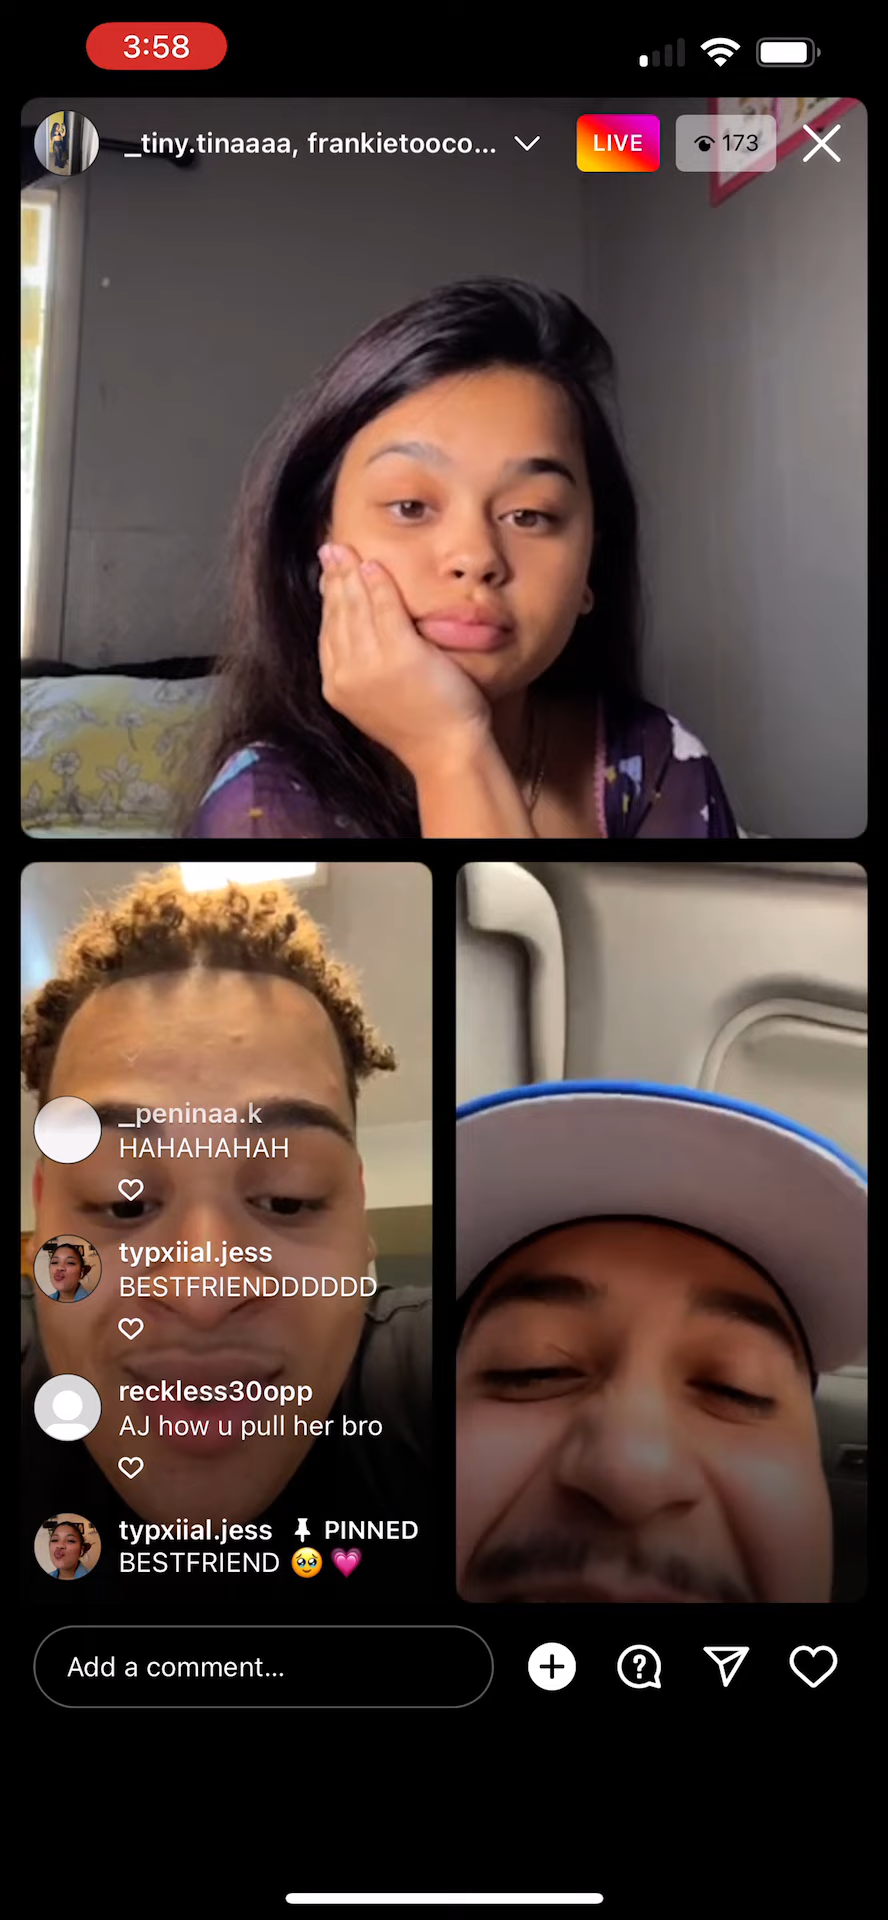 3:58
_tiny.tinaaaa, frankietooco...
LIVE
173
_peninaa.k
HAHAHAHAH
typxiial.jess
BESTFRIENDDDDDD
reckless30opp
AJ how u pull her bro
typxiial.jess PINNED
BESTFRIEND 🥹 💗
Add a comment...